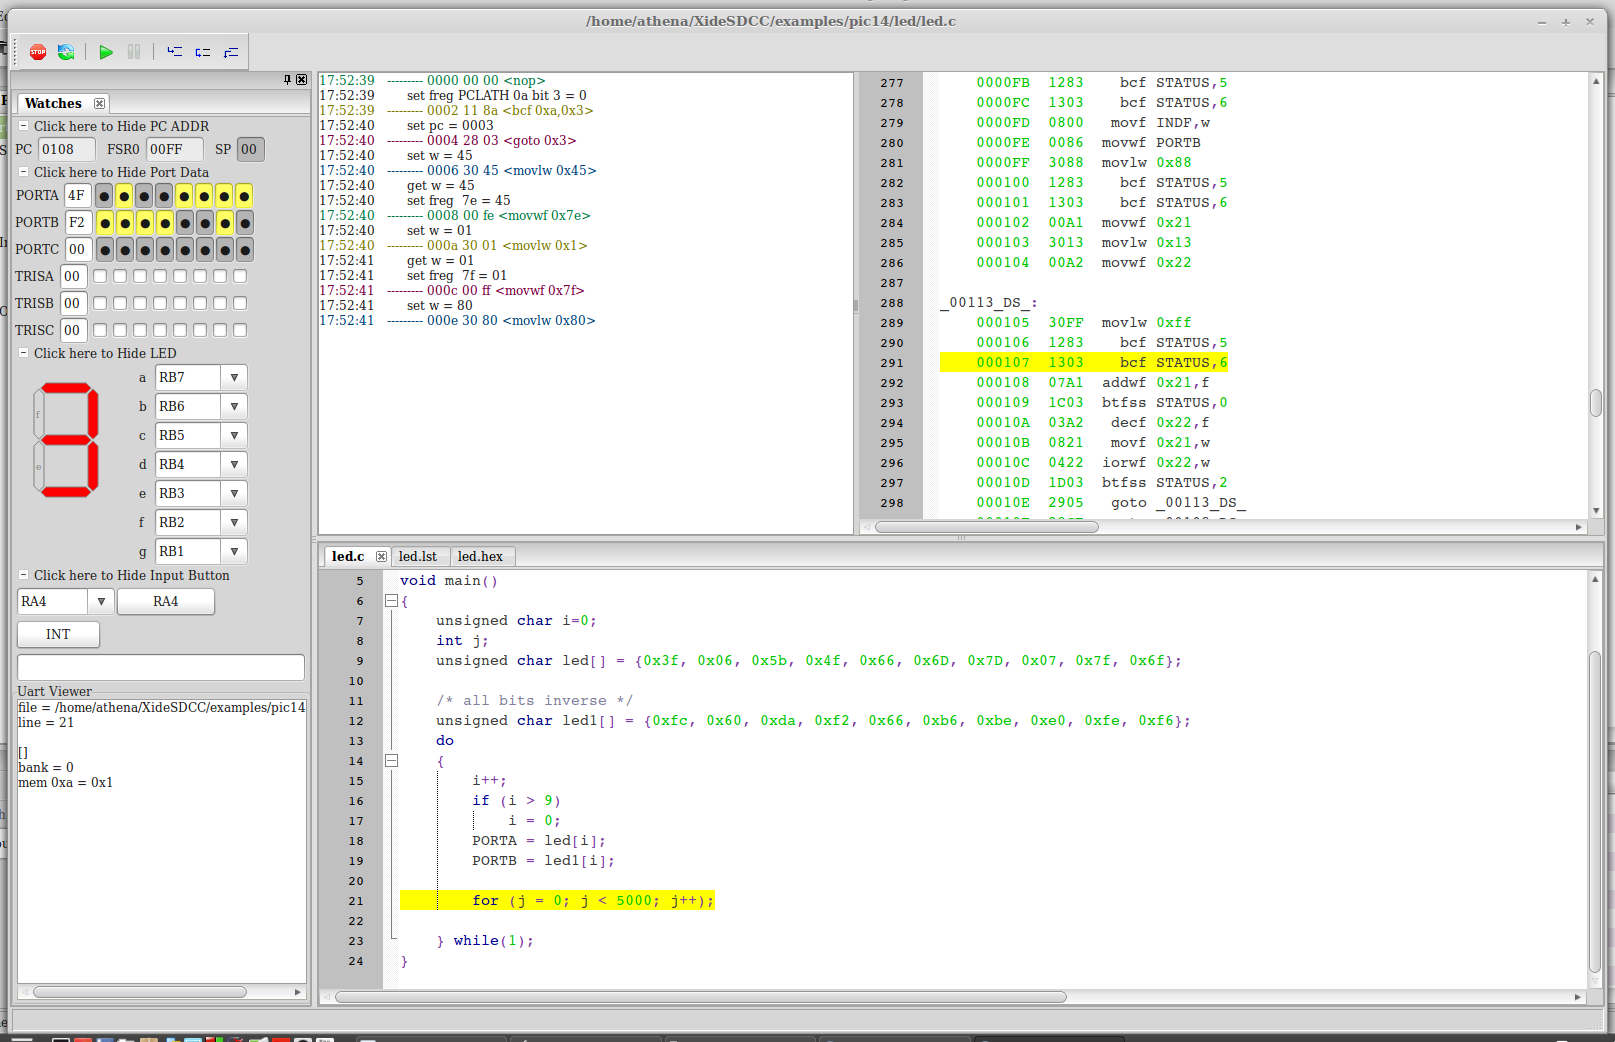 /home/athena/XideSDCC/examples/pic14/led/led.c
STOP
Watches
Click here to Hide PC ADDR
PC 0108 FSR0 00FF SP 00
Click here to Hide Port Data
PORTA 4F
PORTB F2
PORTC 00
TRISA 00
TRISB 00
TRISC 00
Click here to Hide LED
f
e
a RB7
b RB6
c RB5
d RB4
e RB3
f RB2
g RB1
Click here to Hide Input Button
RA4 RA4
INT
Uart Viewer
file = /home/athena/XideSDCC/examples/pic14
line = 21
[]
bank = 0
mem 0xa = 0x1
17:52:39 --------- 0000 00 00 <nop>
17:52:39 set freg PCLATH 0a bit 3 = 0
17:52:39 --------- 0002 11 8a <bcf 0xa,0x3>
17:52:40 set pc = 0003
17:52:40 --------- 0004 28 03 <goto 0x3>
17:52:40 set w = 45
17:52:40 --------- 0006 30 45 <movlw 0x45>
17:52:40 get w = 45
17:52:40 set freg 7e = 45
17:52:40 --------- 0008 00 fe <movwf 0x7e>
17:52:40 set w = 01
17:52:40 --------- 000a 30 01 <movlw 0x1>
17:52:41 get w = 01
17:52:41 set freg 7f = 01
17:52:41 --------- 000c 00 ff <movwf 0x7f>
17:52:41 set w = 80
17:52:41 --------- 000e 30 80 <movlw 0x80>
277 0000FB 1283 bcf STATUS,5
278 0000FC 1303 bcf STATUS,6
279 0000FD 0800 movf INDF,w
280 0000FE 0086 movwf PORTB
281 0000FF 3088 movlw 0x88
282 000100 1283 bcf STATUS,5
283 000101 1303 bcf STATUS,6
284 000102 00A1 movwf 0x21
285 000103 3013 movlw 0x13
286 000104 00A2 movwf 0x22
287
288 _00113_DS_:
289 000105 30FF movlw 0xff
290 000106 1283 bcf STATUS,5
291 000107 1303 bcf STATUS,6
292 000108 07A1 addwf 0x21,f
293 000109 1C03 btfss STATUS,0
294 00010A 03A2 decf 0x22,f
295 00010B 0821 movf 0x21,w
296 00010C 0422 iorwf 0x22,w
297 00010D 1D03 btfss STATUS,2
298 00010E 2905 goto _00113_DS_
led.c led.lst led.hex
5 void main()
6 {
7 unsigned char i=0;
8 int j;
9 unsigned char led[] = {0x3f, 0x06, 0x5b, 0x4f, 0x66, 0x6D, 0x7D, 0x07, 0x7f, 0x6f};
10
11 /* all bits inverse */
12 unsigned char led1[] = {0xfc, 0x60, 0xda, 0xf2, 0x66, 0xb6, 0xbe, 0xe0, 0xfe, 0xf6};
13 do
14 {
15 i++;
16 if (i > 9)
17 i = 0;
18 PORTA = led[i];
19 PORTB = led1[i];
20
21 for (j = 0; j < 5000; j++);
22
23 } while(1);
24 }